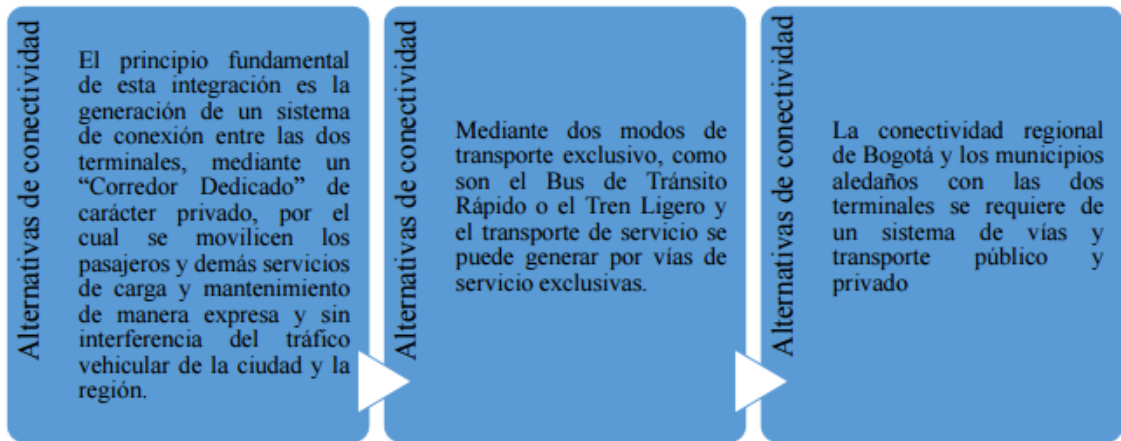 Alternativas de conectividad
El principio fundamental
de esta integración es la
generación de un sistema
de conexión entre las dos
terminales, mediante un
“Corredor Dedicado” de
carácter privado, por el
cual se movilicen los
pasajeros y demás servicios
de carga y mantenimiento
de manera expresa y sin
interferencia del tráfico
vehicular de la ciudad y la
región.
Alternativas de conectividad
Mediante dos modos de
transporte exclusivo, como
son el Bus de Tránsito
Rápido o el Tren Ligero y
el transporte de servicio se
puede generar por vías de
servicio exclusivas.
Alternativas de conectividad
La conectividad regional
de Bogotá y los municipios
aledaños con las dos
terminales se requiere de
un sistema de vías y
transporte público y
privado